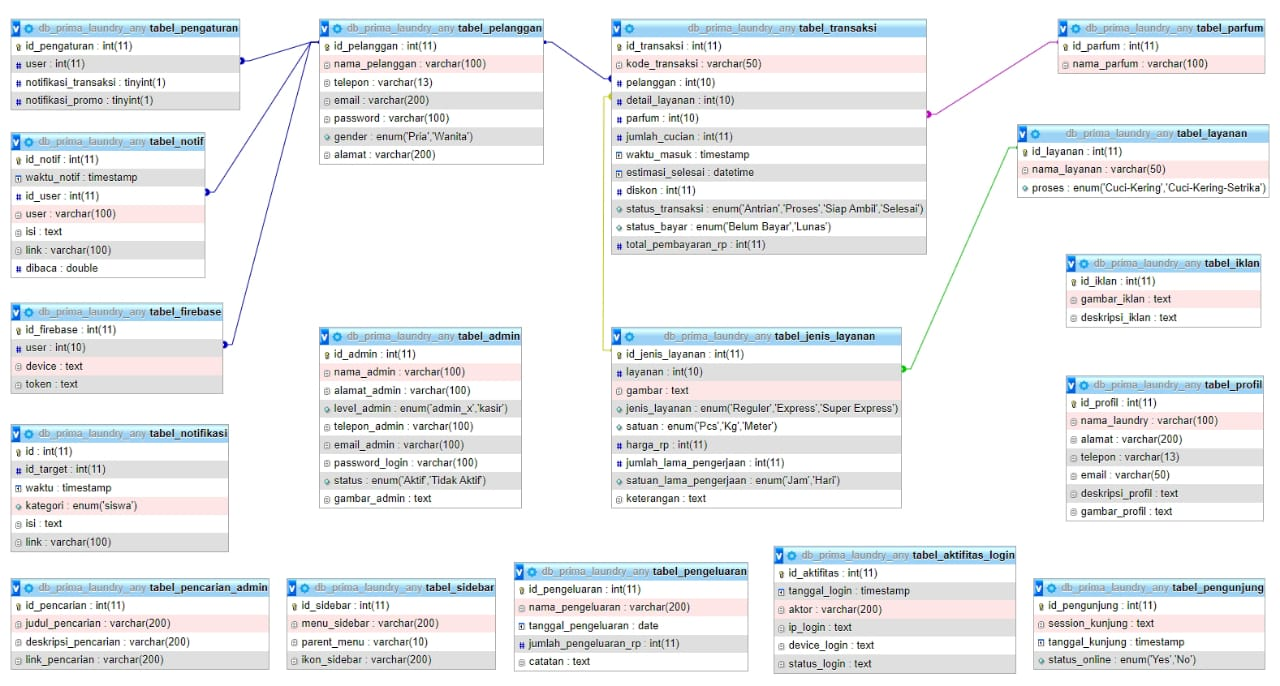 db_prima_laundry_any tabel_pengaturan
id_pengaturan : int(11)
user : int(11)
notifikasi_transaksi : tinyint(1)
notifikasi_promo : tinyint(1)
db_prima_laundry_any tabel_notif
id_notif : int(11)
waktu_notif : timestamp
id_user : int(11)
user : varchar(100)
isi : text
link : varchar(100)
dibaca : double
db_prima_laundry_any tabel_firebase
id_firebase : int(11)
user : int(10)
device : text
token : text
db_prima_laundry_any tabel_notifikasi
id : int(11)
id_target : int(11)
waktu : timestamp
kategori : enum('siswa')
isi : text
link : varchar(100)
db_prima_laundry_any tabel_pencarian_admin
id_pencarian : int(11)
judul_pencarian : varchar(200)
deskripsi_pencarian : varchar(200)
link_pencarian : varchar(200)
db_prima_laundry_any tabel_pelanggan
id_pelanggan : int(11)
nama_pelanggan : varchar(100)
telepon : varchar(13)
email : varchar(200)
password : varchar(100)
gender : enum('Pria','Wanita')
alamat : varchar(200)
db_prima_laundry_any tabel_admin
id_admin : int(11)
nama_admin : varchar(100)
alamat_admin : varchar(100)
level_admin : enum('admin_x','kasir')
telepon_admin : varchar(100)
email_admin : varchar(100)
password_login : varchar(100)
status : enum('Aktif','Tidak Aktif')
gambar_admin : text
db_prima_laundry_any tabel_sidebar
id_sidebar : int(11)
menu_sidebar : varchar(200)
parent_menu : varchar(10)
ikon_sidebar : varchar(200)
db_prima_laundry_any tabel_transaksi
id_transaksi : int(11)
kode_transaksi : varchar(50)
pelanggan : int(10)
detail_layanan : int(10)
parfum : int(10)
jumlah_cucian : int(11)
waktu_masuk : timestamp
estimasi_selesai : datetime
diskon : int(11)
status_transaksi : enum('Antrian','Proses','Siap Ambil','Selesai')
status_bayar : enum('Belum Bayar','Lunas')
total_pembayaran_rp : int(11)
db_prima_laundry_any tabel_jenis_layanan
id_jenis_layanan : int(11)
layanan : int(10)
gambar : text
jenis_layanan : enum('Reguler','Express','Super Express')
satuan : enum('Pcs','Kg','Meter')
harga_rp : int(11)
jumlah_lama_pengerjaan : int(11)
satuan_lama_pengerjaan : enum('Jam','Hari')
keterangan : text
db_prima_laundry_any tabel_pengeluaran
id_pengeluaran : int(11)
nama_pengeluaran : varchar(200)
tanggal_pengeluaran : date
jumlah_pengeluaran_rp : int(11)
catatan : text
db_prima_laundry_any tabel_aktifitas_login
id_aktifitas : int(11)
tanggal_login : timestamp
aktor : varchar(200)
ip_login : text
device_login : text
status_login : text
db_prima_laundry_any tabel_parfum
id_parfum : int(11)
nama_parfum : varchar(100)
db_prima_laundry_any tabel_layanan
id_layanan : int(11)
nama_layanan : varchar(50)
proses : enum('Cuci-Kering','Cuci-Kering-Setrika')
db_prima_laundry_any tabel_iklan
id_iklan : int(11)
gambar_iklan : text
deskripsi_iklan : text
db_prima_laundry_any tabel_profil
id_profil : int(11)
nama_laundry : varchar(100)
alamat : varchar(200)
telepon : varchar(13)
email : varchar(50)
deskripsi_profil : text
gambar_profil : text
db_prima_laundry_any tabel_pengunjung
id_pengunjung : int(11)
session_kunjung : text
tanggal_kunjung : timestamp
status_online : enum('Yes','No')